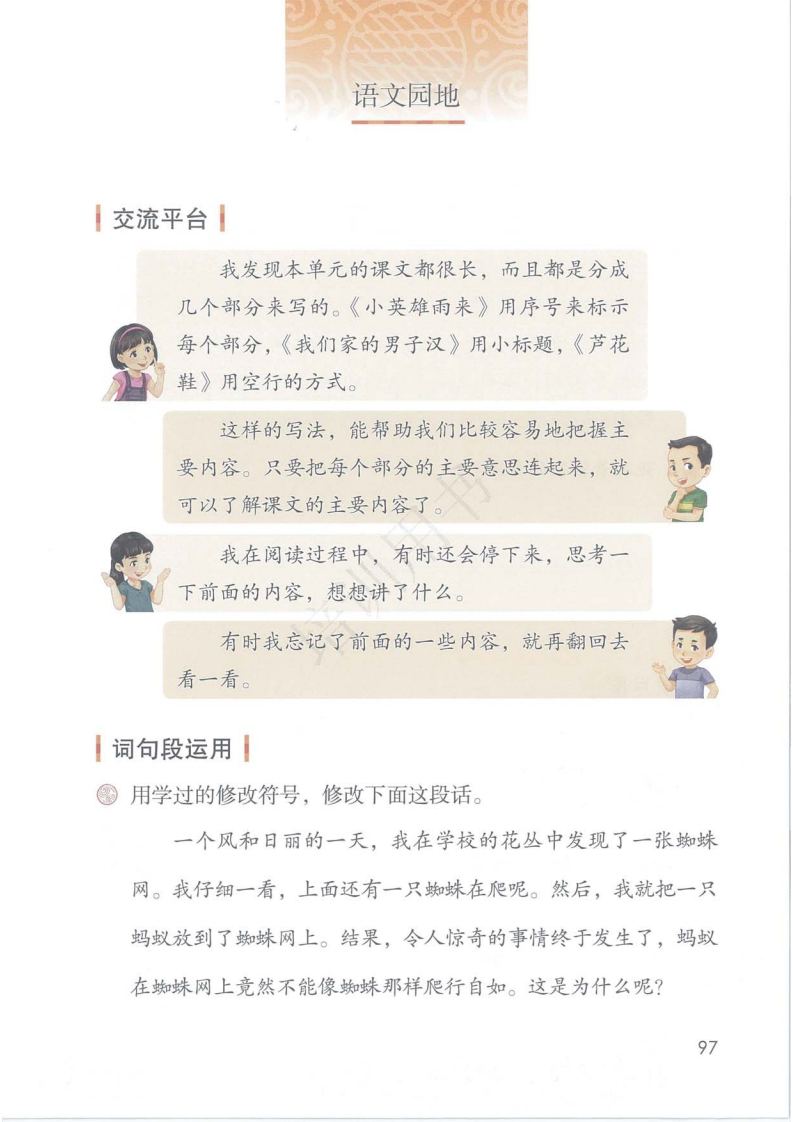 语文园地
交流平台
我发现本单元的课文都很长，而且都是分成
几个部分来写的。《小英雄雨来》用序号来标示
每个部分，《我们家的男子汉》用小标题，《芦花
鞋》用空行的方式。
这样的写法，能帮助我们比较容易地把握主
要内容。只要把每个部分的主要意思连起来，就
可以了解课文的主要内容了。
我在阅读过程中，有时还会停下来，思考一
下前面的内容，想想讲了什么。
有时我忘记了前面的一些内容，就再翻回去
看一看。
培训用书
词句段运用
用学过的修改符号，修改下面这段话。
一个风和日丽的一天，我在学校的花丛中发现了一张蜘蛛
网。我仔细一看，上面还有一只蜘蛛在爬呢。然后，我就把一只
蚂蚁放到了蜘蛛网上。结果，令人惊奇的事情终于发生了，蚂蚁
在蜘蛛网上竟然不能像蜘蛛那样爬行自如。这是为什么呢？
97